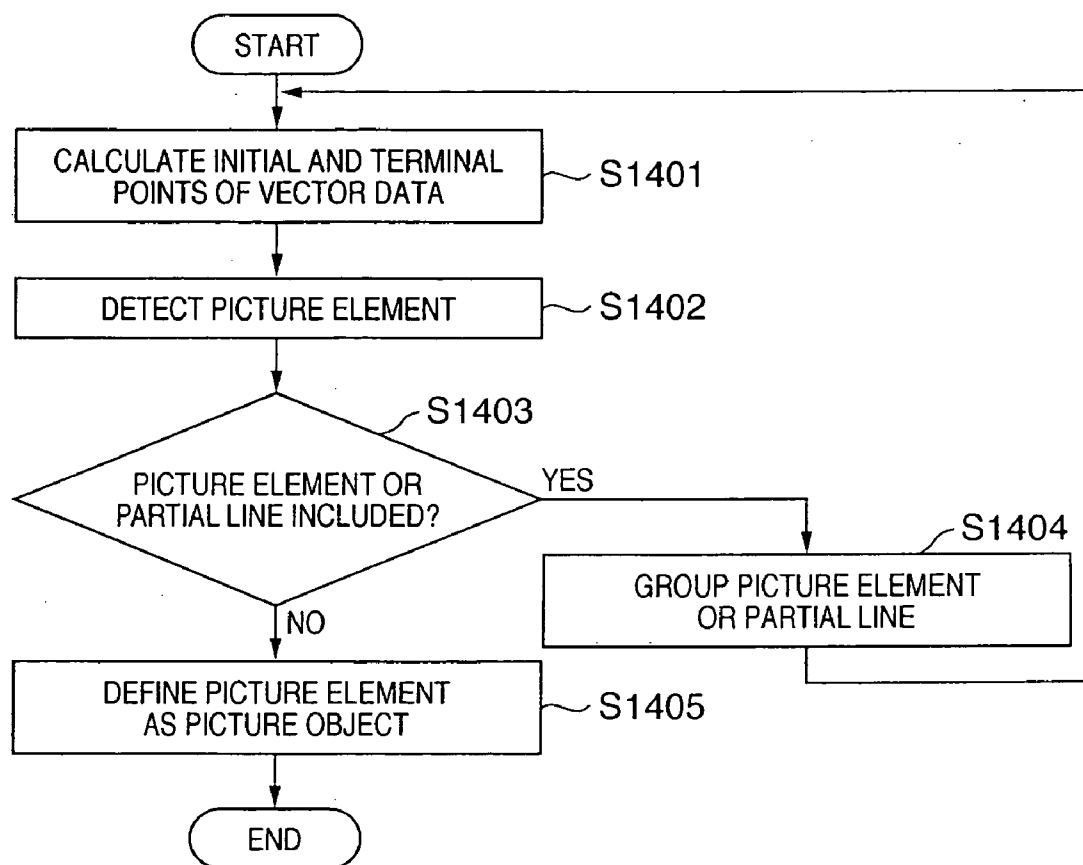 START
CALCULATE INITIAL AND TERMINAL
POINTS OF VECTOR DATA
S1401
DETECT PICTURE ELEMENT
S1402
S1403
PICTURE ELEMENT OR
PARTIAL LINE INCLUDED?
YES
S1404
GROUP PICTURE ELEMENT
OR PARTIAL LINE
NO
DEFINE PICTURE ELEMENT
AS PICTURE OBJECT
S1405
END